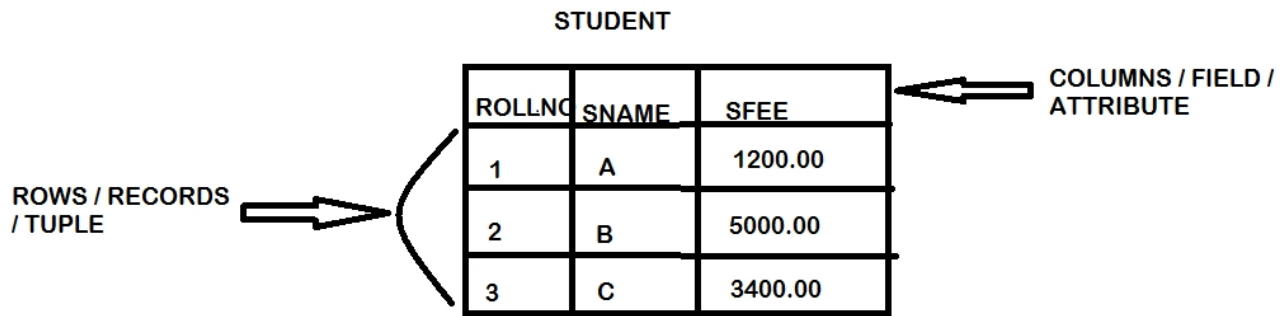 STUDENT
ROLLNO SNAME SFEE
COLUMNS / FIELD /
ATTRIBUTE
1 A 1200.00
ROWS / RECORDS
/ TUPLE
2 B 5000.00
3 C 3400.00